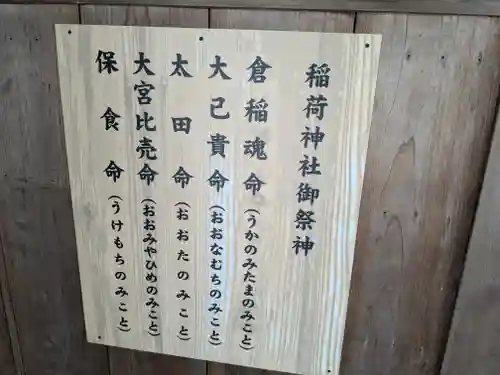 稲荷神社御祭神
倉稲魂命(うかのみたまのみこと)
大己貴命(おおなむちのみこと)
太田命(おおたのみこと)
大宮比売命(おおみやひめのみこと)
保食命(うけもちのみこと)